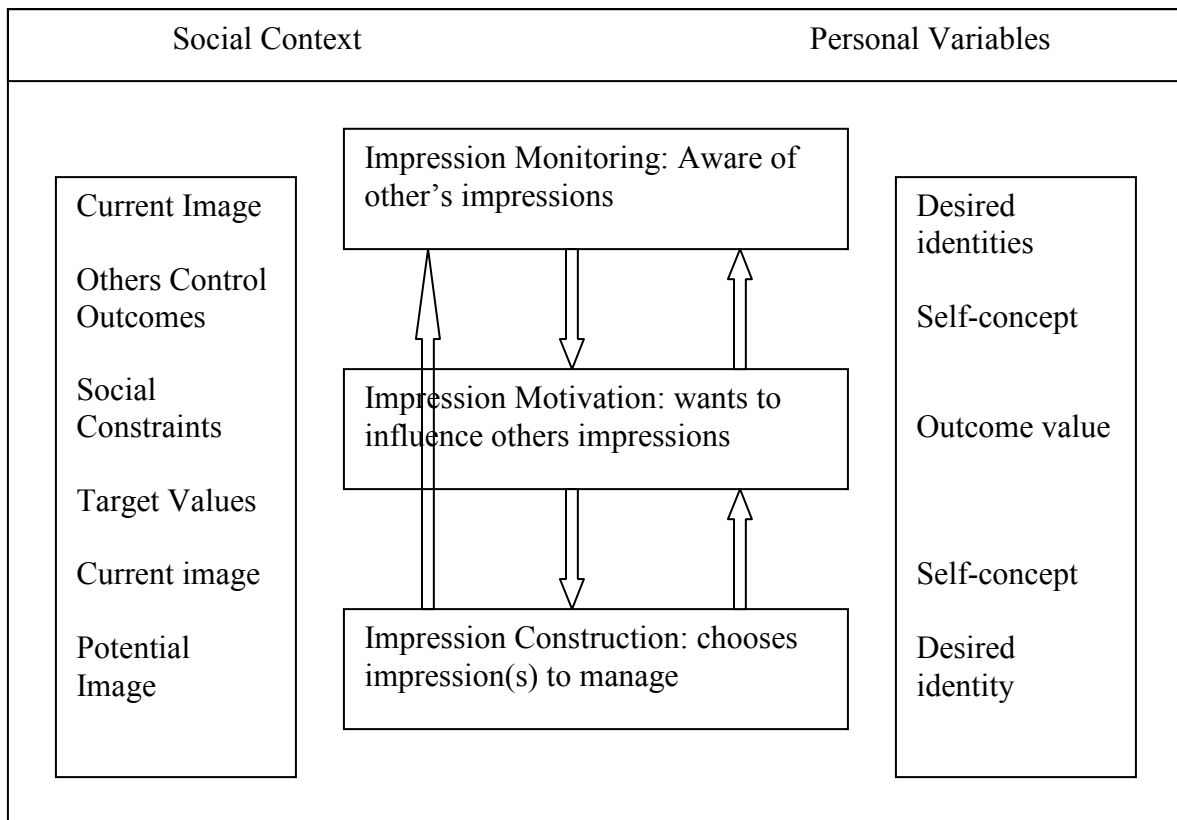 Social Context
Personal Variables
Impression Monitoring: Aware of
other’s impressions
Current Image
Others Control
Outcomes
Social
Constraints
Target Values
Current image
Potential
Image
Impression Motivation: wants to
influence others impressions
Impression Construction: chooses
impression(s) to manage
Desired
identities
Self-concept
Outcome value
Self-concept
Desired
identity